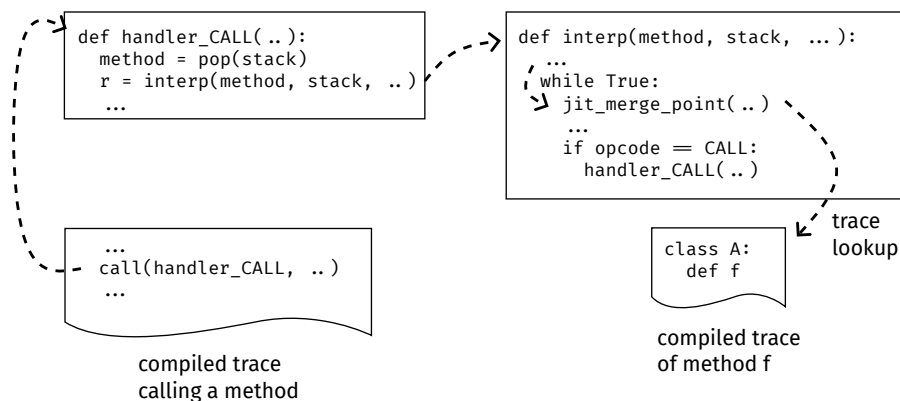 def handler_CALL(..):
method = pop(stack)
r = interp(method, stack, ..)
...
def interp(method, stack, ...):
...
while True:
jit_merge_point(..)
...
if opcode == CALL:
handler_CALL(..)
trace
lookup
...
call(handler_CALL, ..)
...
compiled trace
calling a method
class A:
def f
compiled trace
of method f